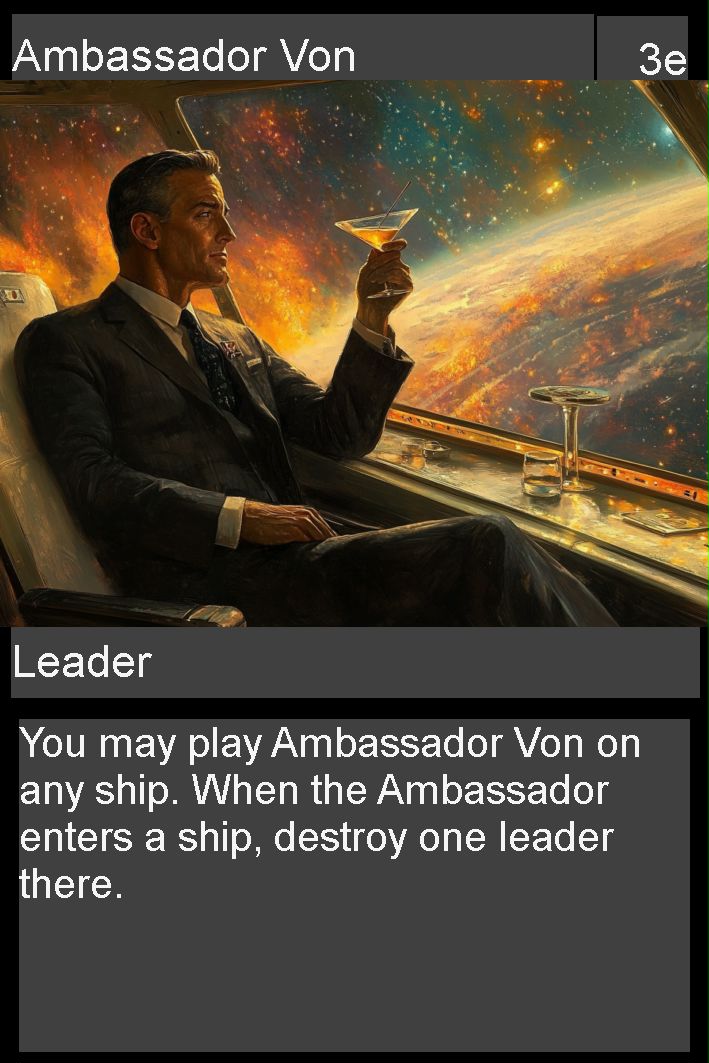 Ambassador Von
3e
Leader
You may play Ambassador Von on
any ship. When the Ambassador
enters a ship, destroy one leader
there.